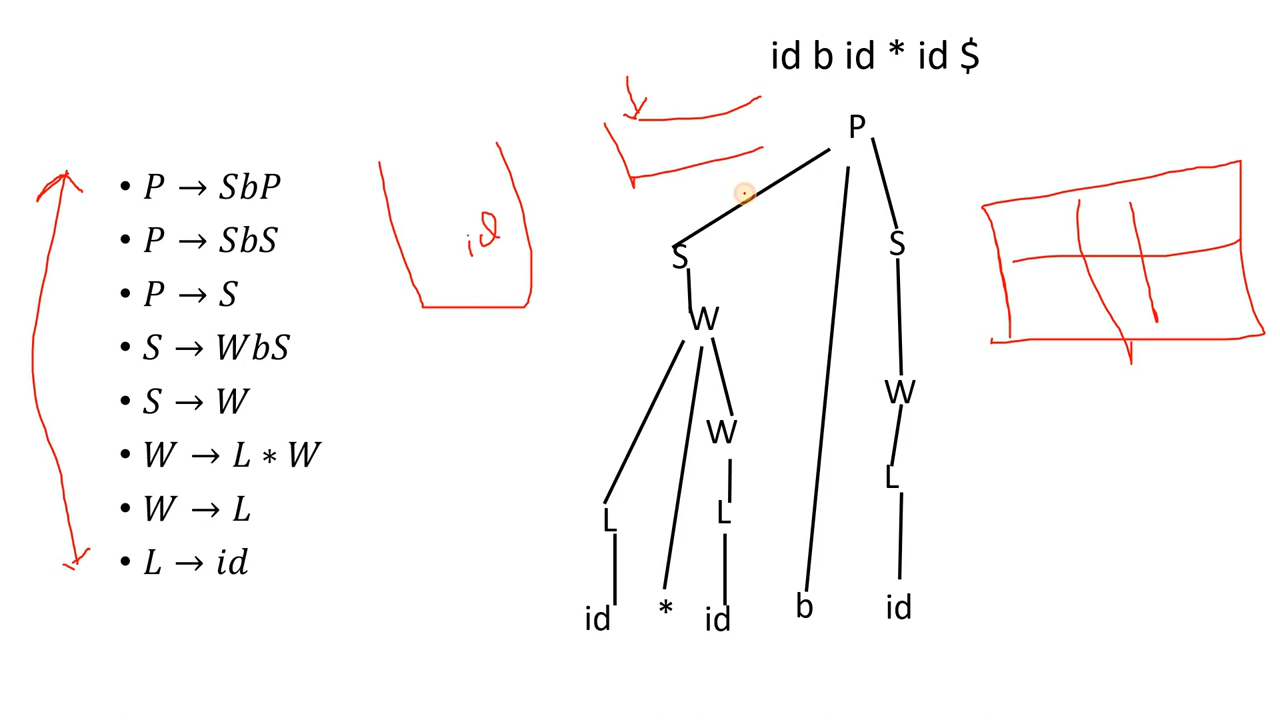 id b id * id $
• P → SbP
• P → SbS
• P → S
• S → WbS
• S → W
• W → L * W
• W → L
• L → id
id
P
S S
W
W
W
L
L L
id * id b id